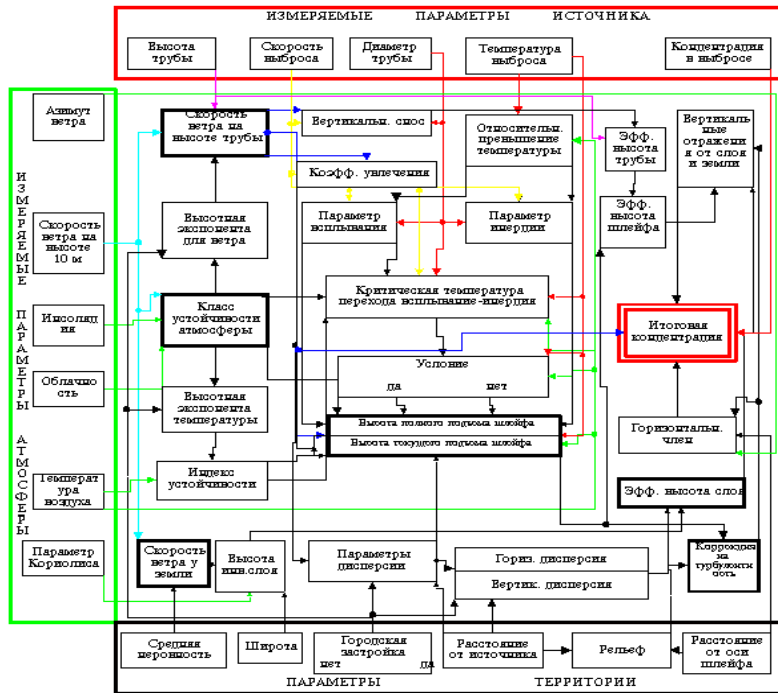 ИЗМЕРЯЕМЫЕ ПАРАМЕТРЫ ИСТОЧНИКА
Высота
трубы
Скорость
выброса
Диаметр
трубы
Температура
выброса
Концентрация
в выбросе
ИЗМЕРЯЕМЫЕ ПАРАМЕТРЫ АТМОСФЕРЫ
Азимут
ветра
Скорость
ветра на
высоте
10 м
Инсоляц
ия
Облачно
сть
Температ
ура
воздуха
Параметр
Кориолиса
Скорость
ветра на
высоте трубы
Вертикальн. снос
Относительн.
превышение
температуры
Эфф.
высота
трубы
Вертикаль
ные
отражени
я от слоя
и земли
Коэфф. увлечения
Высотная
экспонента
для ветра
Параметр
всплывания
Параметр
инерции
Эфф.
высота
шлейфа
Критическая температура
перехода всплывание-инерция
Класс
устойчивости
атмосферы
Итоговая
концентрация
Условие
да нет
Высотная
экспонента
температуры
Высота полного подъема шлейфа
Высота текущего подъема шлейфа
Горизонтальн.
член
Индекс
устойчивости
Эфф. высота слоя
Скорость
ветра у
земли
Высота
инв.слоя
Параметры
дисперсии
Гориз. дисперсия
Вертик. дисперсия
Коррекция
на
турбулентн
ость
Средняя
неровность
Широта
Городская
застройка
нет да
Расстояние
от источника
Рельеф
Расстояние
от оси
шлейфа
ПАРАМЕТРЫ ТЕРРИТОРИИ